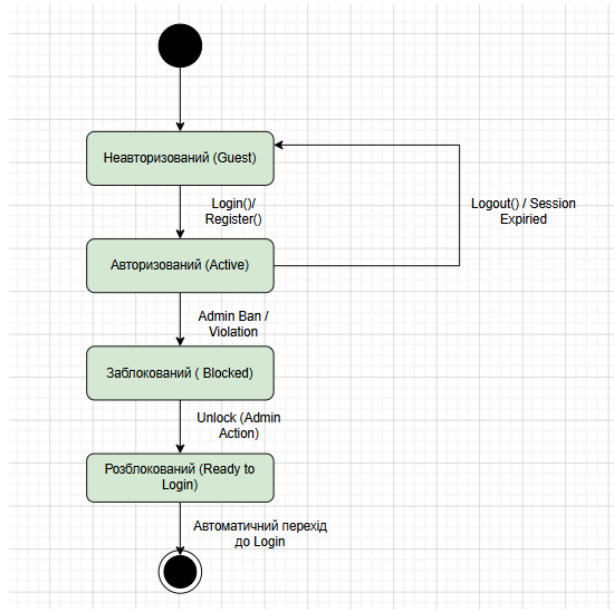 Неавторизований (Guest)
Login()/
Register()
Logout() / Session
Expiried
Авторизований (Active)
Admin Ban /
Violation
Заблокований ( Blocked)
Unlock (Admin
Action)
Розблокований (Ready to
Login)
Автоматичний перехід
до Login